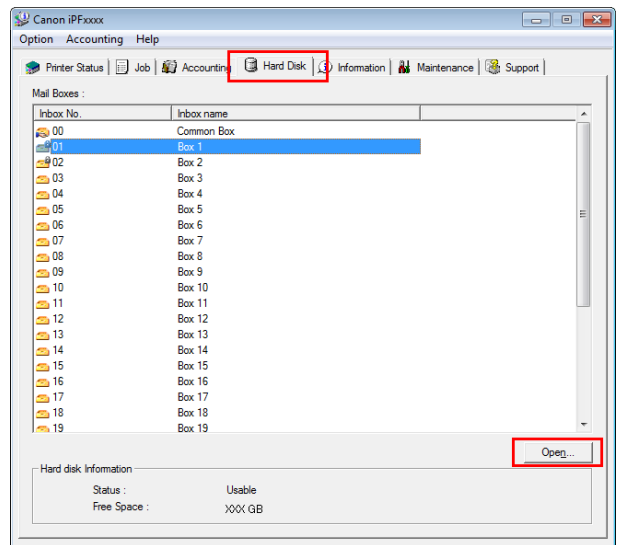 Canon iPFxxxx
Option Accounting Help
Printer Status Job Accounting Hard Disk Information Maintenance Support
Mail Boxes :
Inbox No. Inbox name
00 Common Box
01 Box 1
02 Box 2
03 Box 3
04 Box 4
05 Box 5
06 Box 6
07 Box 7
08 Box 8
09 Box 9
10 Box 10
11 Box 11
12 Box 12
13 Box 13
14 Box 14
15 Box 15
16 Box 16
17 Box 17
18 Box 18
19 Box 19
Open...
Hard disk Information
Status : Usable
Free Space : XXX GB